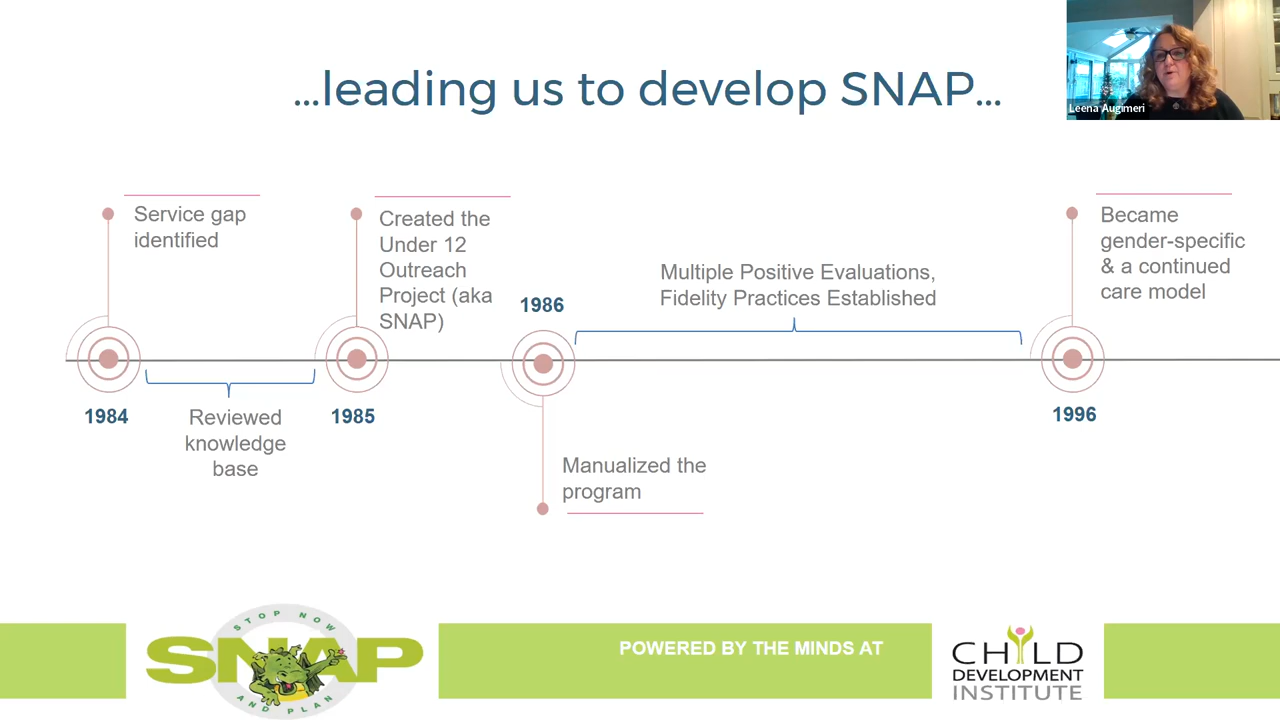 ...leading us to develop SNAP...
Leena Augimeri
Service gap
identified
Created the
Under 12
Outreach
Project (aka
SNAP)
1986
Multiple Positive Evaluations,
Fidelity Practices Established
Became
gender-specific
& a continued
care model
1984
Reviewed
knowledge
base
1985
1996
Manualized the
program
STOP NOW
SNAP
AND PLAN
POWERED BY THE MINDS AT
CHILD
DEVELOPMENT
INSTITUTE